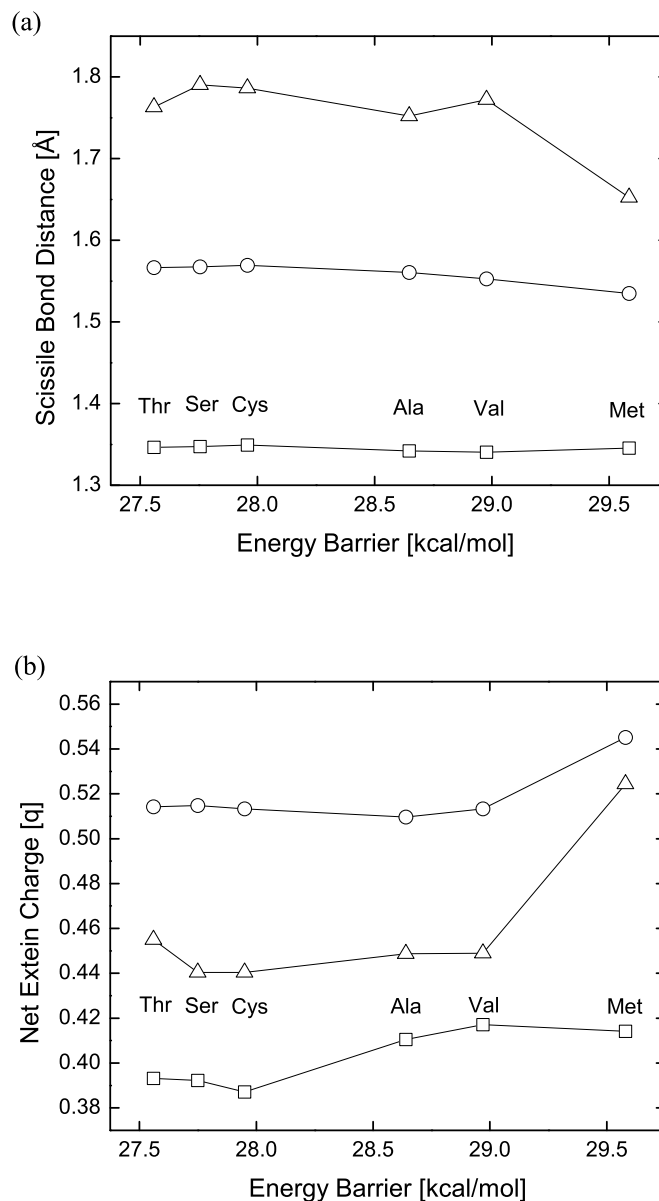 (a)
1.8
1.7
1.6
1.5
1.4
1.3
Scissile Bond Distance [Å]
Thr Ser Cys Ala Val Met
27.5 28.0 28.5 29.0 29.5
Energy Barrier [kcal/mol]
(b)
0.56
0.54
0.52
0.50
0.48
0.46
0.44
0.42
0.40
0.38
Net Extein Charge [q]
Thr Ser Cys Ala Val Met
27.5 28.0 28.5 29.0 29.5
Energy Barrier [kcal/mol]